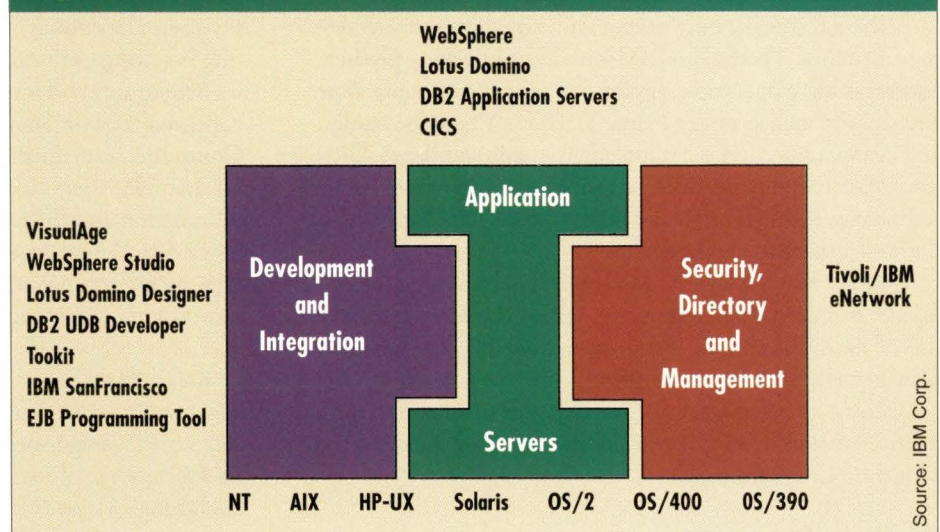 WebSphere
Lotus Domino
DB2 Application Servers
CICS
Application
VisualAge
WebSphere Studio
Lotus Domino Designer
DB2 UDB Developer
Tookit
IBM SanFrancisco
EJB Programming Tool
Development
and
Integration
Security,
Directory
and
Management
Tivoli/IBM
eNetwork
Servers
NT AIX HP-UX Solaris OS/2 OS/400 OS/390
Source: IBM Corp.